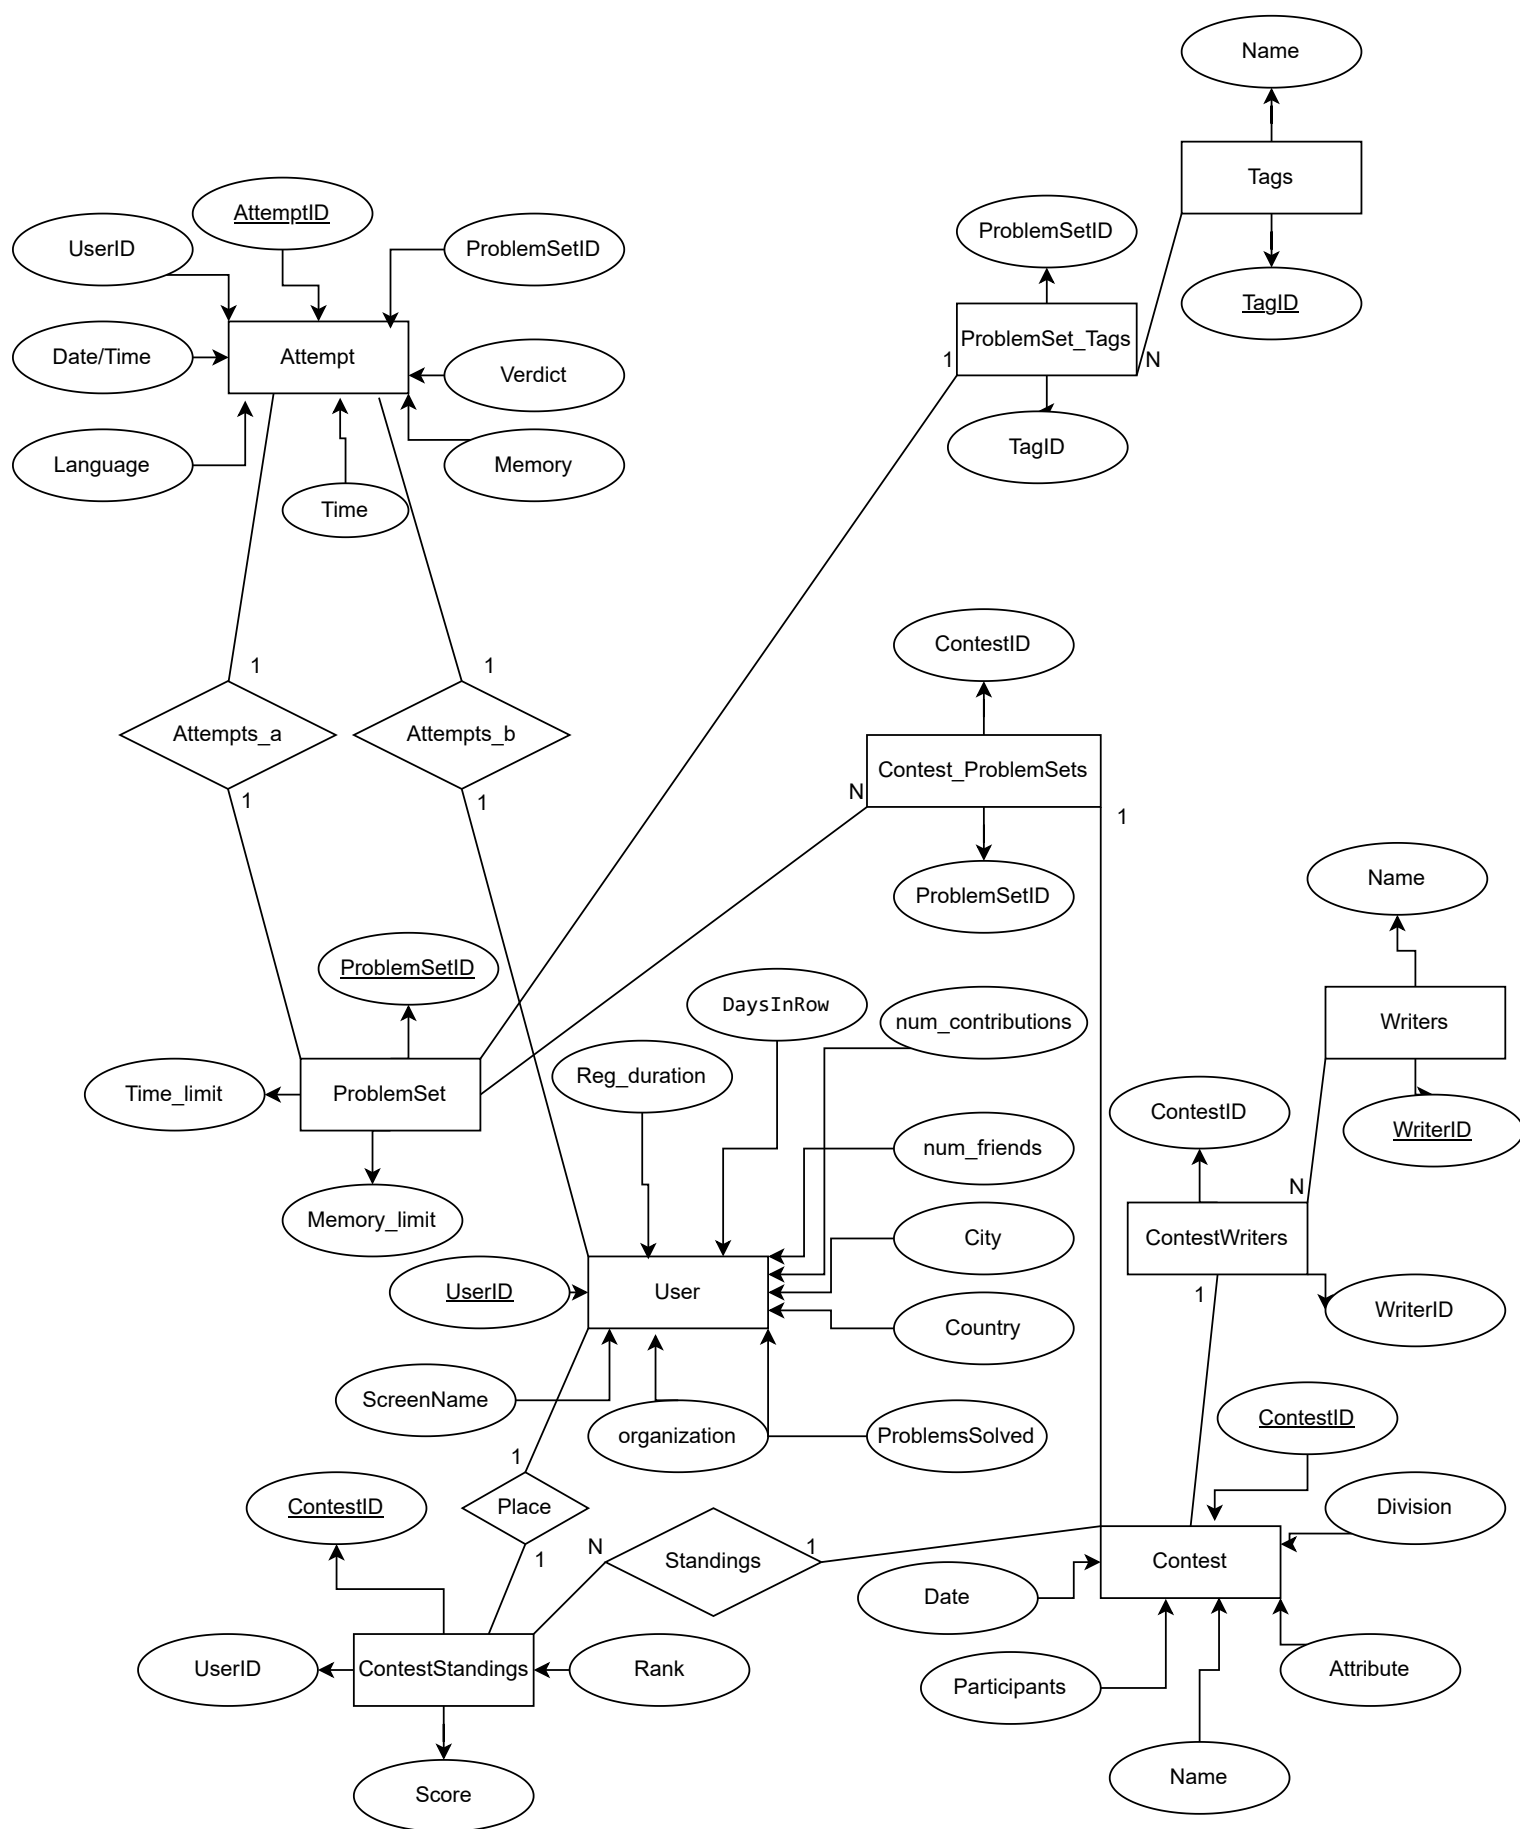 Name
Tags
TagID
AttemptID
UserID
ProblemSetID
ProblemSetID
Attempt
Date/Time
Verdict
Language
Memory
Time
ProblemSet_Tags
1
N
TagID
1
1
Attempts_a
Attempts_b
1
1
ContestID
Contest_ProblemSets
N
1
ProblemSetID
Name
Writers
WriterID
ProblemSetID
DaysInRow
num_contributions
Reg_duration
Time_limit
ProblemSet
num_friends
ContestID
Memory_limit
City
N
ContestWriters
UserID
User
1
WriterID
Country
ScreenName
organization
ProblemsSolved
ContestID
1
ContestID
Place
Division
1
N
Standings
1
Contest
Date
UserID
ContestStandings
Rank
Participants
Attribute
Name
Score